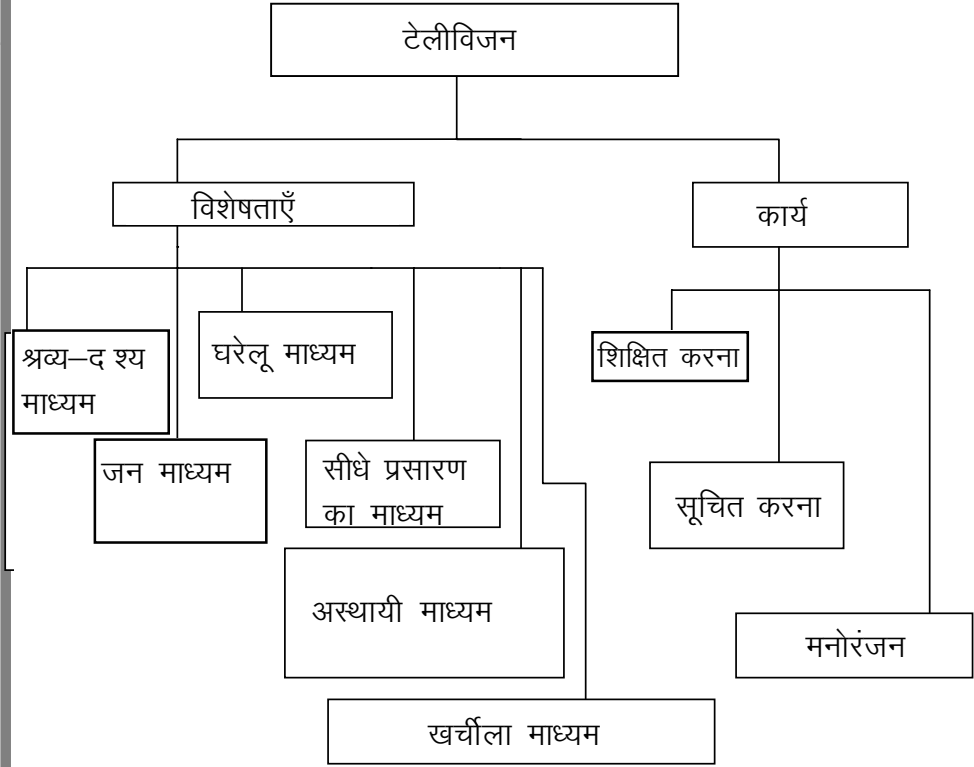 टेलीविजन
विशेषताएँ
कार्य
श्रव्य–द श्य
माध्यम
जन माध्यम
घरेलू माध्यम
सीधे प्रसारण
का माध्यम
अस्थायी माध्यम
खर्चीला माध्यम
शिक्षित करना
सूचित करना
मनोरंजन